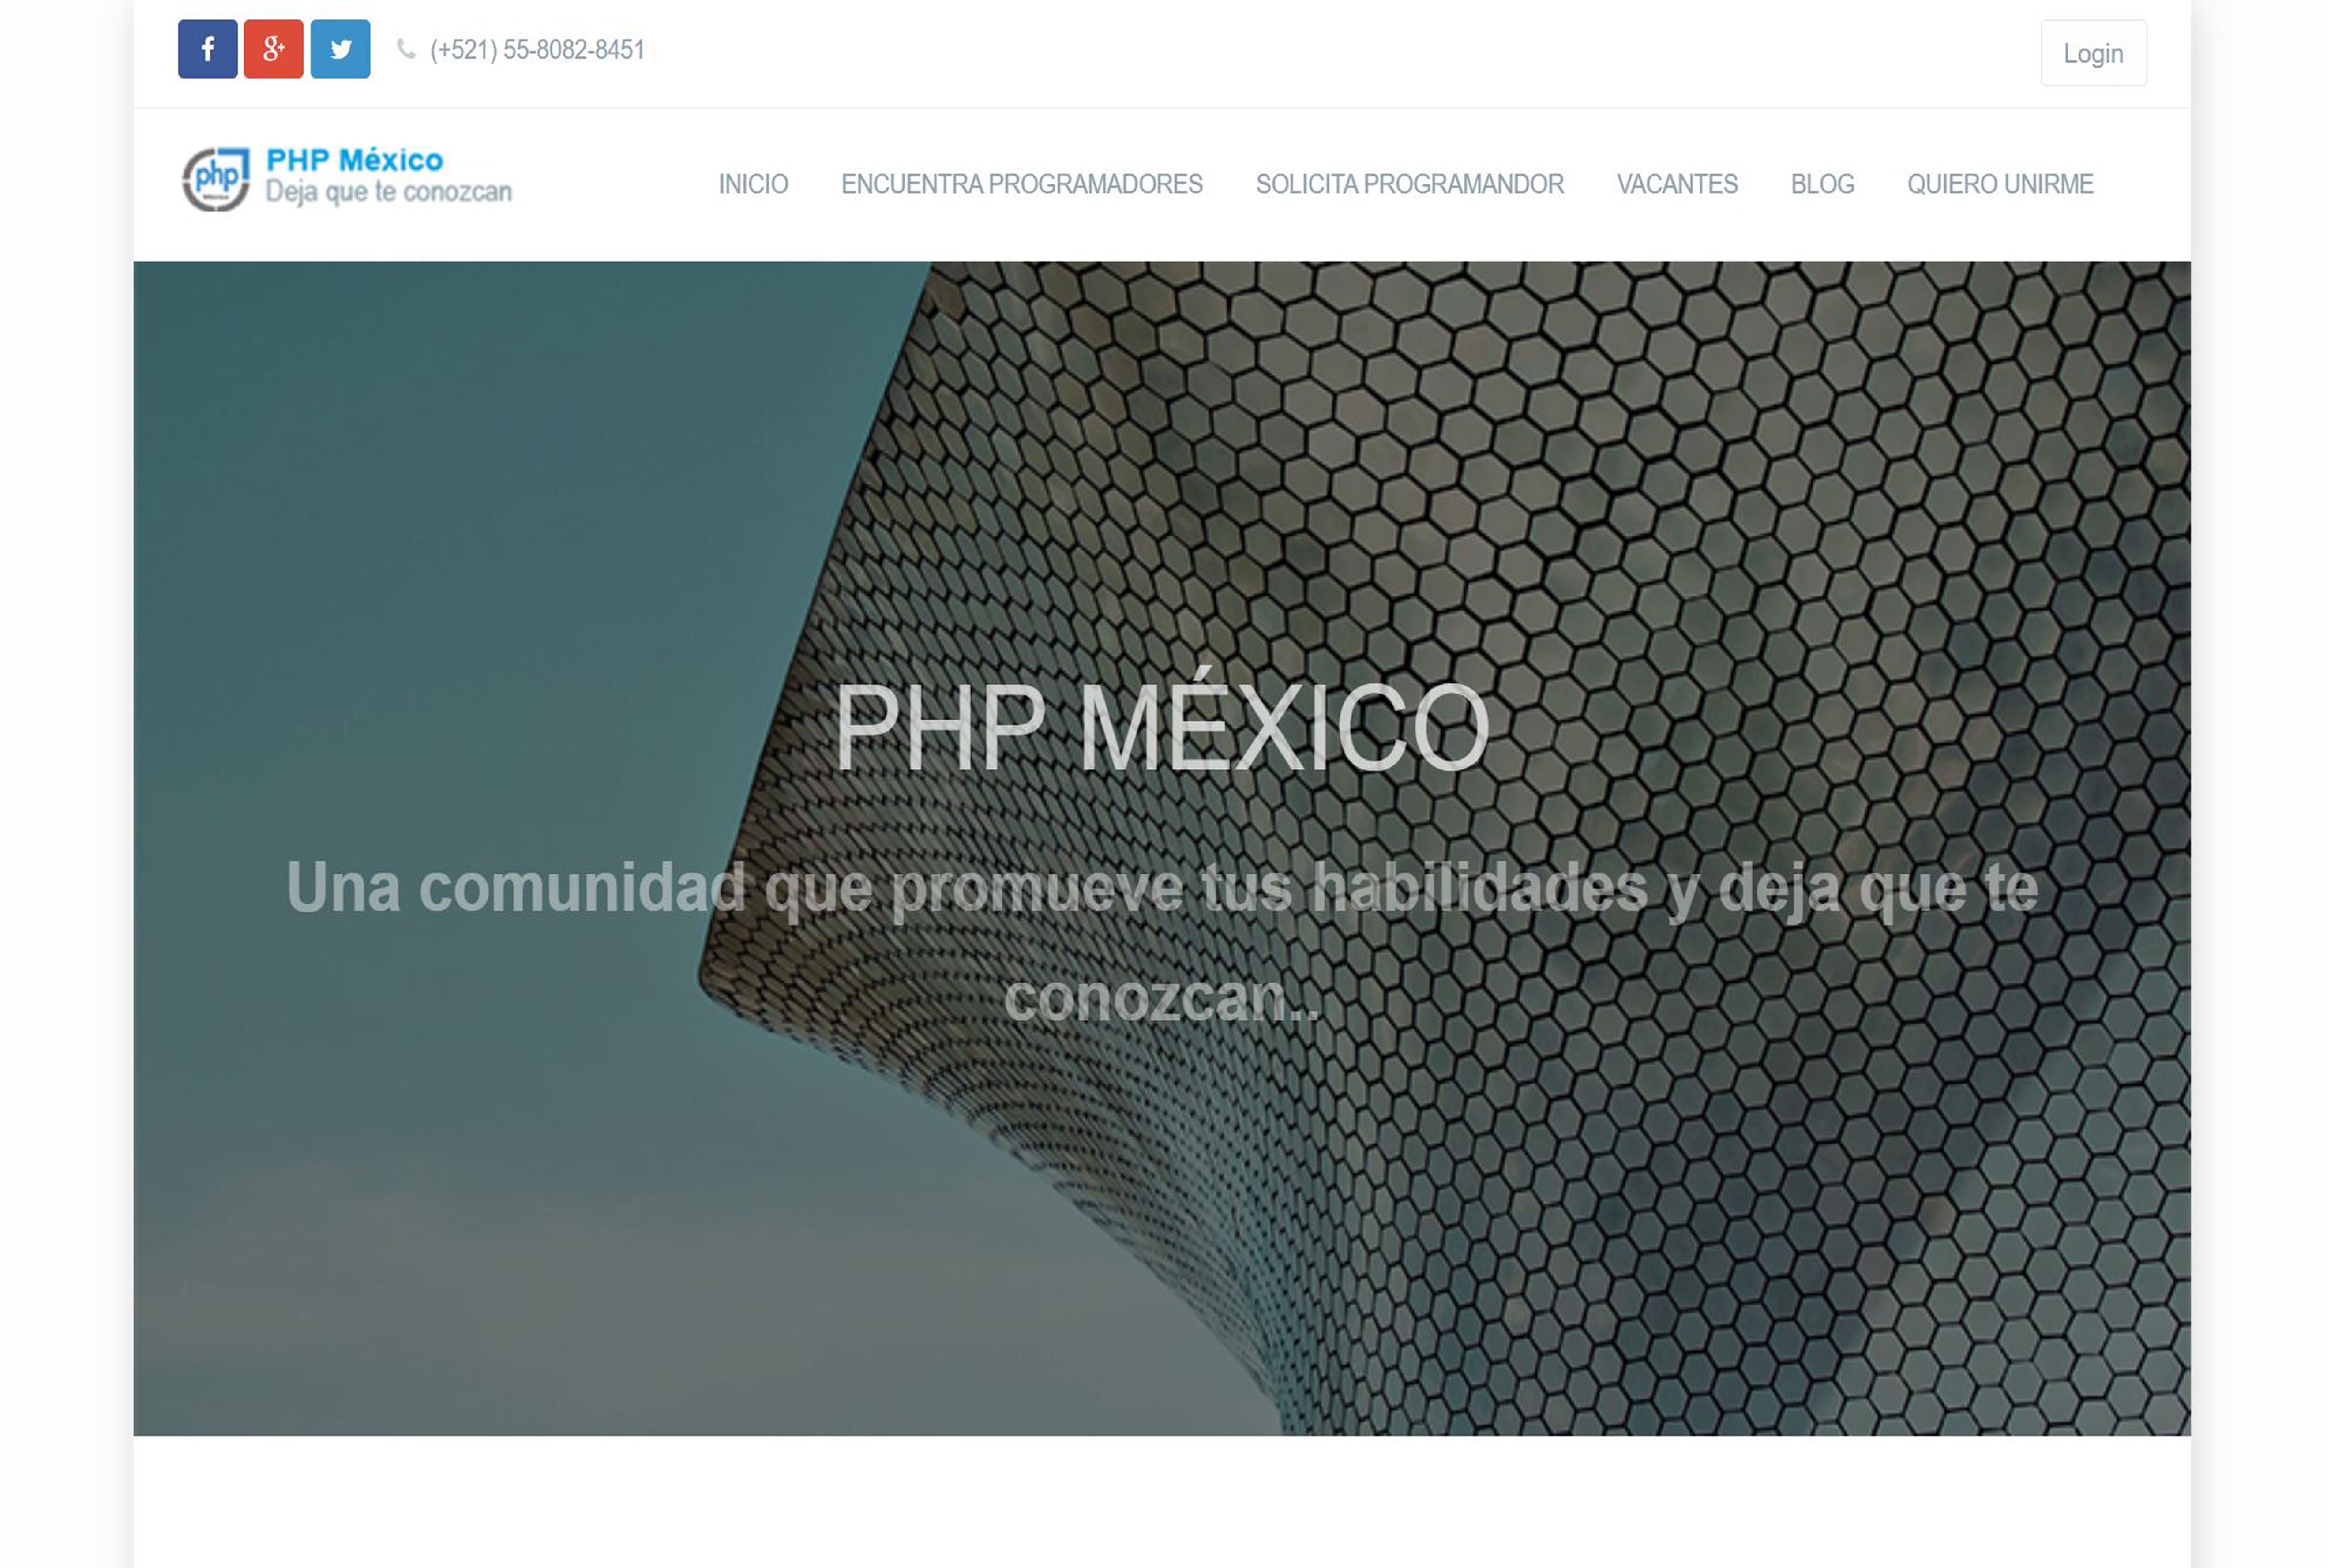 (+521) 55-8082-8451
Login
php
PHP México
Deja que te conozcan
INICIO ENCUENTRA PROGRAMADORES SOLICITA PROGRAMANDOR VACANTES BLOG QUIERO UNIRME
PHP MÉXICO
Una comunidad que promueve tus habilidades y deja que te
conozcan..